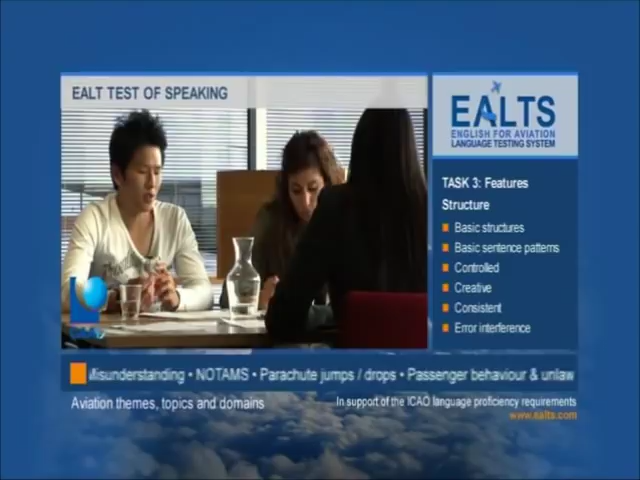 EALT TEST OF SPEAKING
EALTS
ENGLISH FOR AVIATION
LANGUAGE TESTING SYSTEM
TASK 3: Features
Structure
Basic structures
Basic sentence patterns
Controlled
Creative
Consistent
Error interference
Misunderstanding • NOTAMS • Parachute jumps / drops • Passenger behaviour & unlaw
Aviation themes, topics and domains
In support of the ICAO language proficiency requirements
www.ealts.com